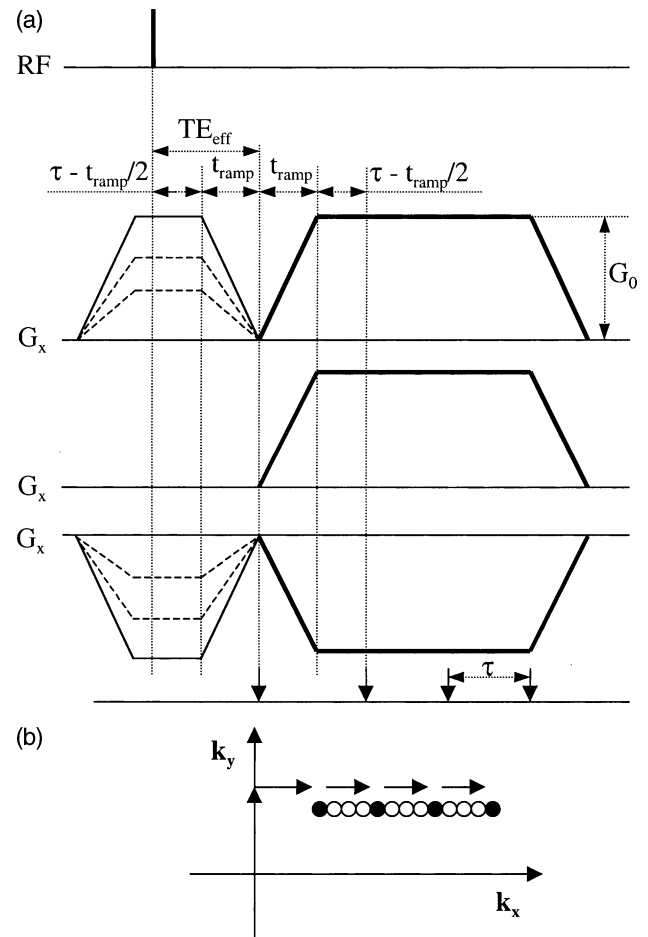 (a)
RF
TE_eff
τ - t_ramp/2 t_ramp t_ramp τ - t_ramp/2
G_0
G_x
G_x
G_x
τ
(b)
k_y
k_x